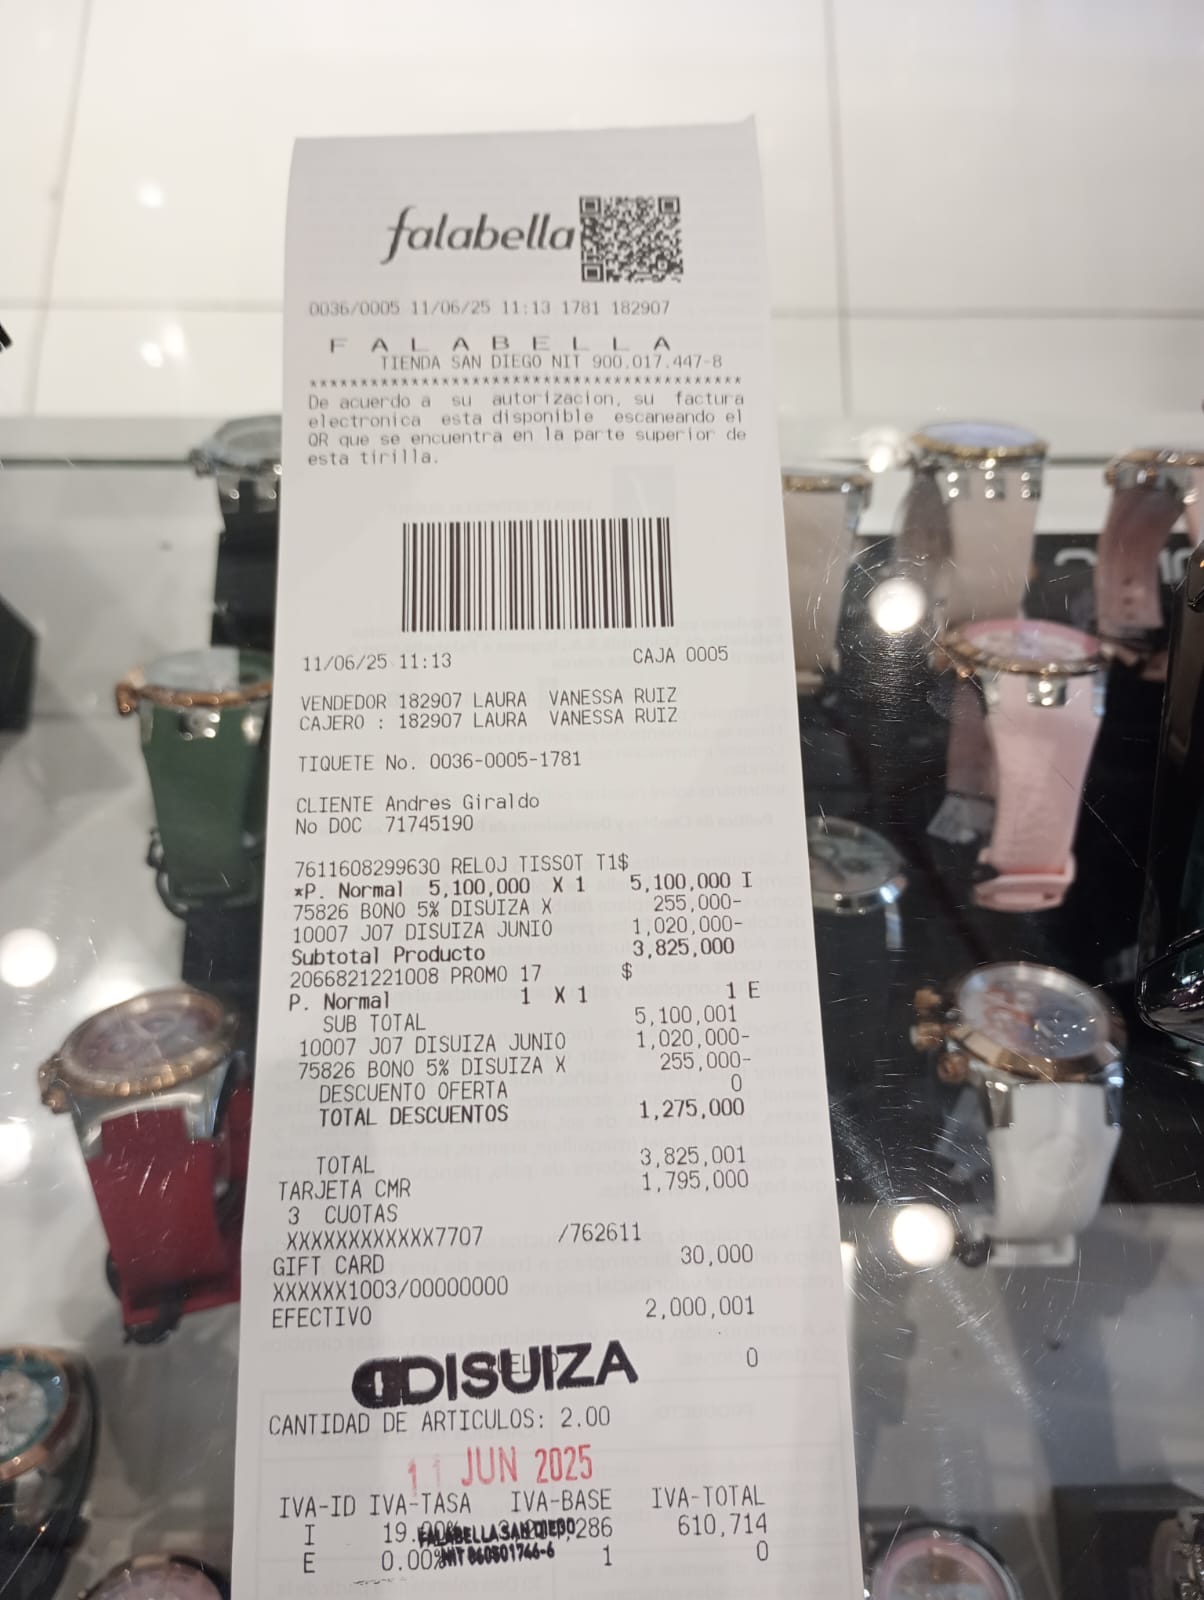 falabella
0036/0005 11/06/25 11:13 1781 182907
F A L A B E L L A
TIENDA SAN DIEGO NIT 900.017.447-8
******************************************
De acuerdo a su autorizacion, su factura
electronica esta disponible escaneando el
QR que se encuentra en la parte superior de
esta tirilla.
11/06/25 11:13 CAJA 0005
VENDEDOR 182907 LAURA VANESSA RUIZ
CAJERO : 182907 LAURA VANESSA RUIZ
TIQUETE No. 0036-0005-1781
CLIENTE Andres Giraldo
No DOC 71745190
7611608299630 RELOJ TISSOT T1$
*P. Normal 5,100,000 X 1 5,100,000 I
75826 BONO 5% DISUIZA X 255,000-
10007 J07 DISUIZA JUNIO 1,020,000-
Subtotal Producto 3,825,000
2066821221008 PROMO 17 $
P. Normal 1 X 1 1 E
SUB TOTAL 5,100,001
10007 J07 DISUIZA JUNIO 1,020,000-
75826 BONO 5% DISUIZA X 255,000-
DESCUENTO OFERTA 0
TOTAL DESCUENTOS 1,275,000
TOTAL 3,825,001
TARJETA CMR 1,795,000
3 CUOTAS
XXXXXXXXXXXX7707 /762611
GIFT CARD 30,000
XXXXXX1003/00000000
EFECTIVO 2,000,001
DISUIZA 0
CANTIDAD DE ARTICULOS: 2.00
11 JUN 2025
IVA-ID IVA-TASA IVA-BASE IVA-TOTAL
I 19. ,286 610,714
FALABELLA SAN DIEGO
E 0.00% 1 0
NIT 860501766-6